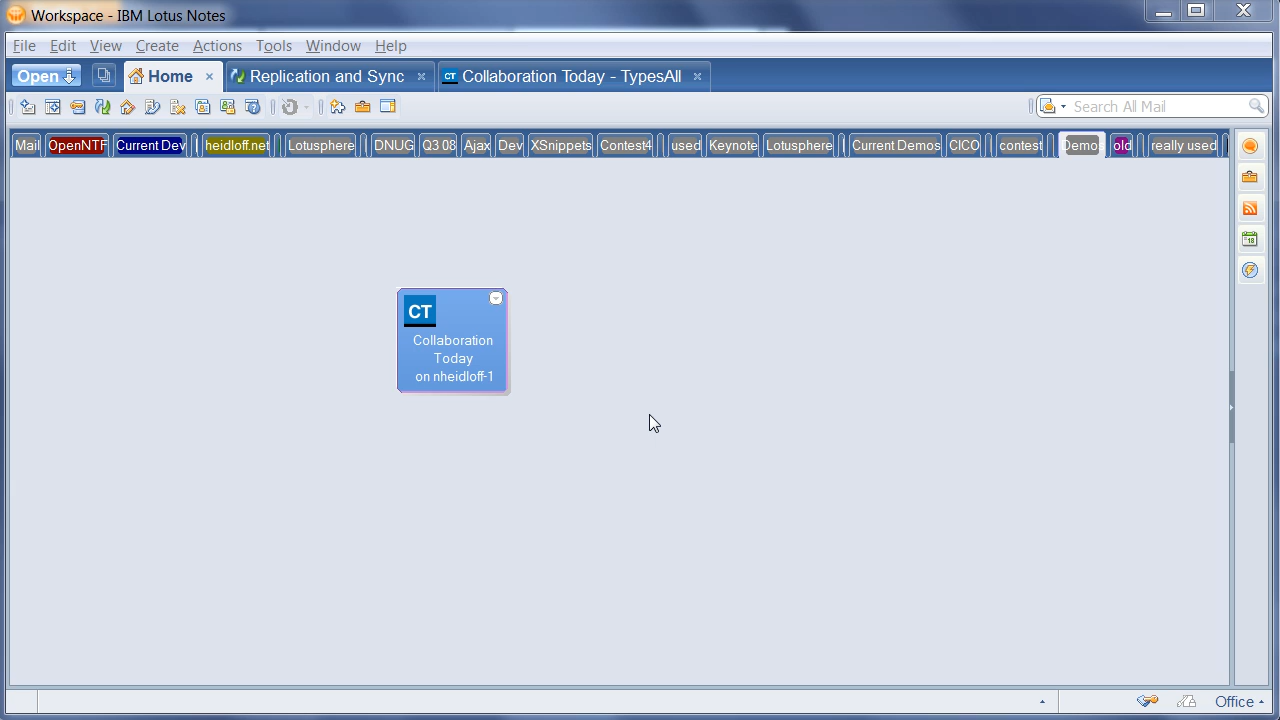 Workspace - IBM Lotus Notes
File Edit View Create Actions Tools Window Help
Open Home Replication and Sync CT Collaboration Today - TypesAll
Search All Mail
Mail OpenNTF Current Dev heidloff.net Lotusphere DNUG Q3 08 Ajax Dev XSnippets Contest4 used Keynote Lotusphere Current Demos CICO contest Demos old really used
CT
Collaboration
Today
on nheidloff-1
18
Office